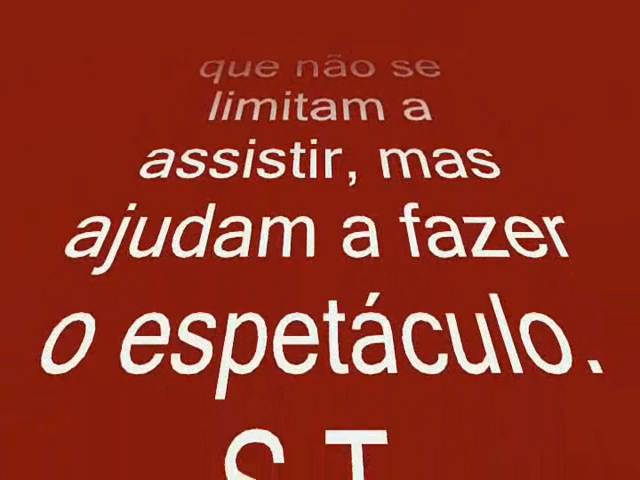 que não se
limitam a
assistir, mas
ajudam a fazer
o espetáculo.
S.T.